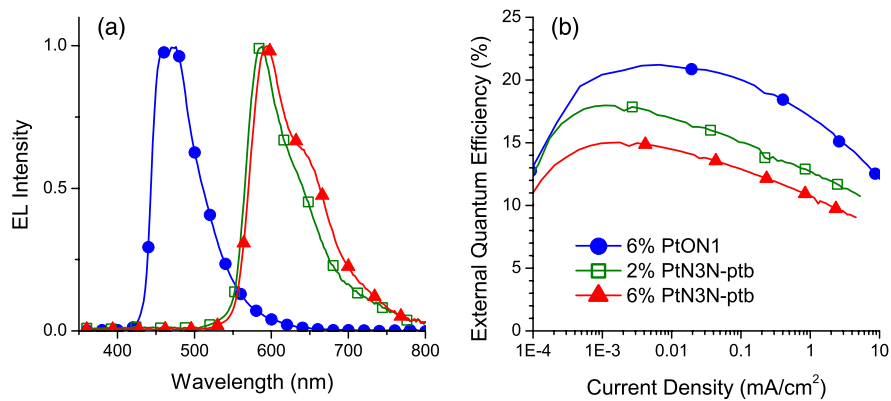 (a)
EL Intensity
1.0
0.5
0.0
400
500
600
700
800
Wavelength (nm)
(b)
External Quantum Efficiency (%)
25
20
15
10
5
0
6% PtON1
2% PtN3N-ptb
6% PtN3N-ptb
1E-4
1E-3
0.01
0.1
1
10
Current Density (mA/cm²)